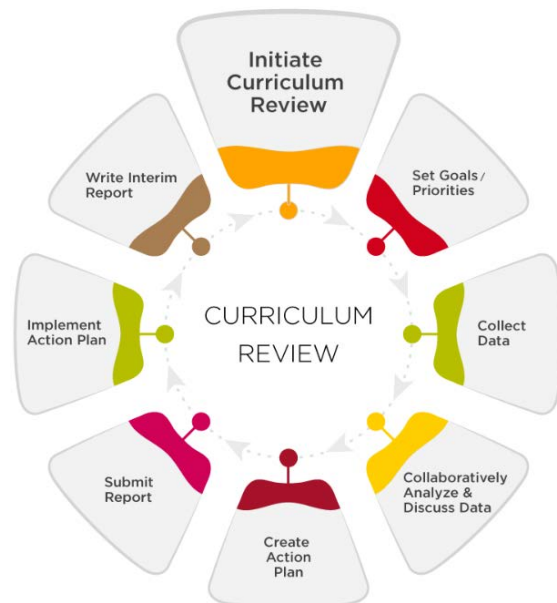 Initiate
Curriculum
Review
Set Goals/
Priorities
Collect
Data
Collaboratively
Analyze &
Discuss Data
Create
Action
Plan
Submit
Report
Implement
Action Plan
Write Interim
Report
CURRICULUM
REVIEW